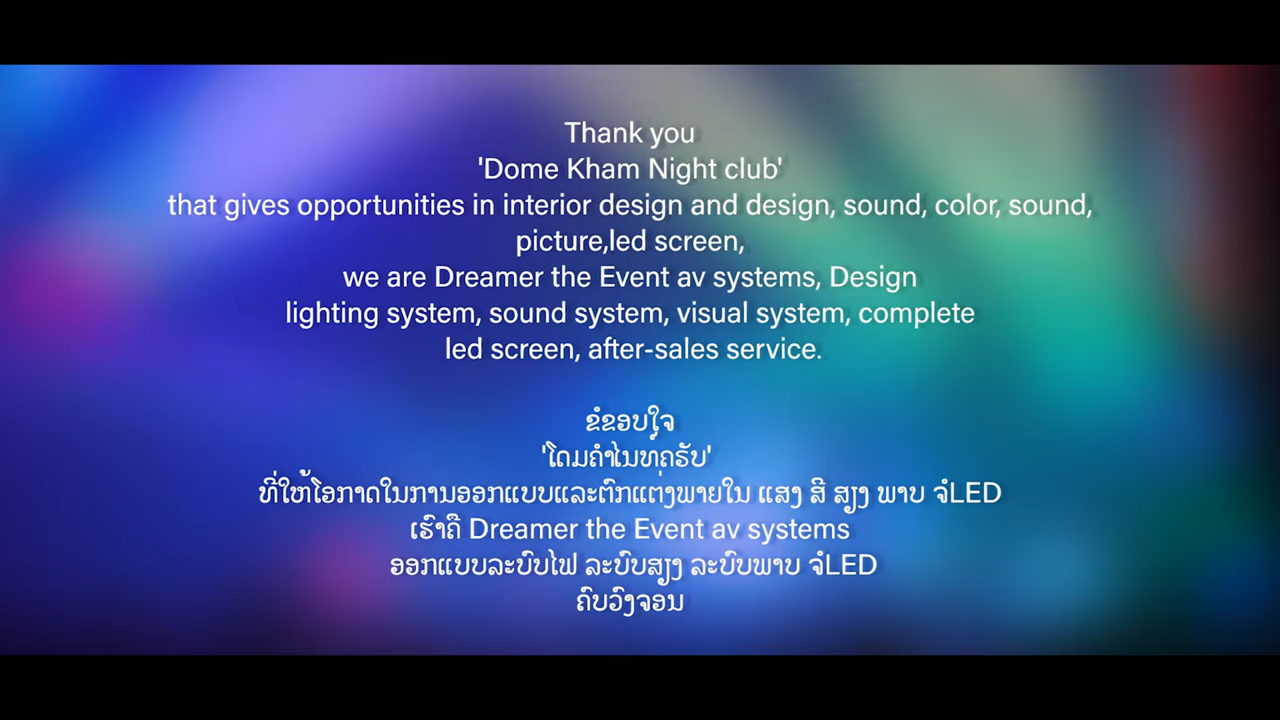 Thank you
'Dome Kham Night club'
that gives opportunities in interior design and design, sound, color, sound,
picture,led screen,
we are Dreamer the Event av systems, Design
lighting system, sound system, visual system, complete
led screen, after-sales service.
ຂໍຂອບໃຈ
'ໂດມຄຳໄນທ໌ຄຣັບ'
ທີ່ໃຫ້ໂອກາດໃນການອອກແບບແລະຕົກແຕ່ງພາຍໃນ ແສງ ສີ ສຽງ ພາບ ຈໍLED
ເຮົາຄື Dreamer the Event av systems
ອອກແບບລະບົບໄຟ ລະບົບສຽງ ລະບົບພາບ ຈໍLED
ຄົບວົງຈອນ